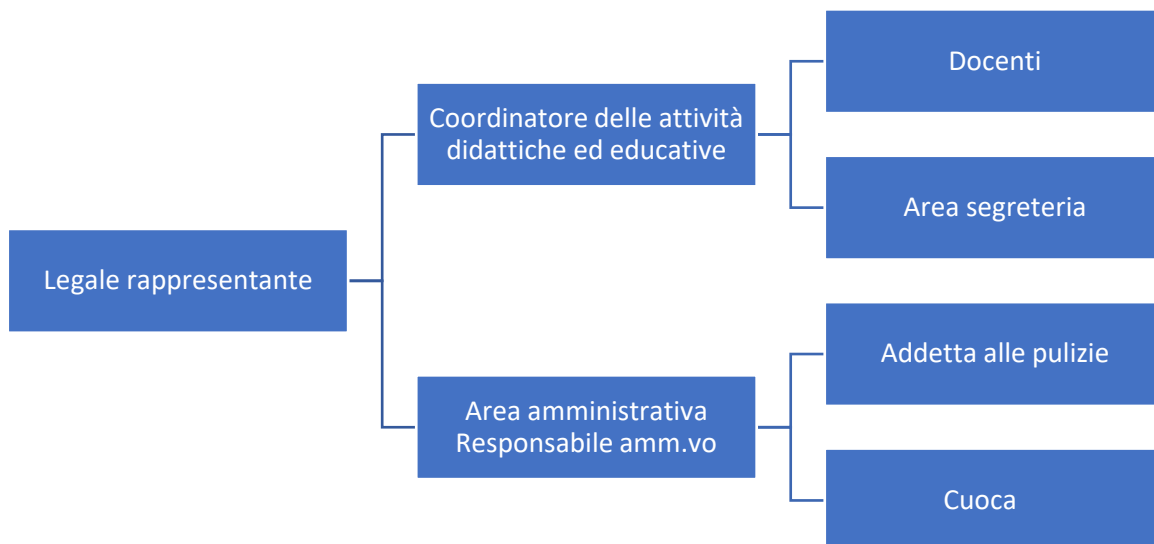 Legale rappresentante
Coordinatore delle attività
didattiche ed educative
Docenti
Area segreteria
Area amministrativa
Responsabile amm.vo
Addetta alle pulizie
Cuoca